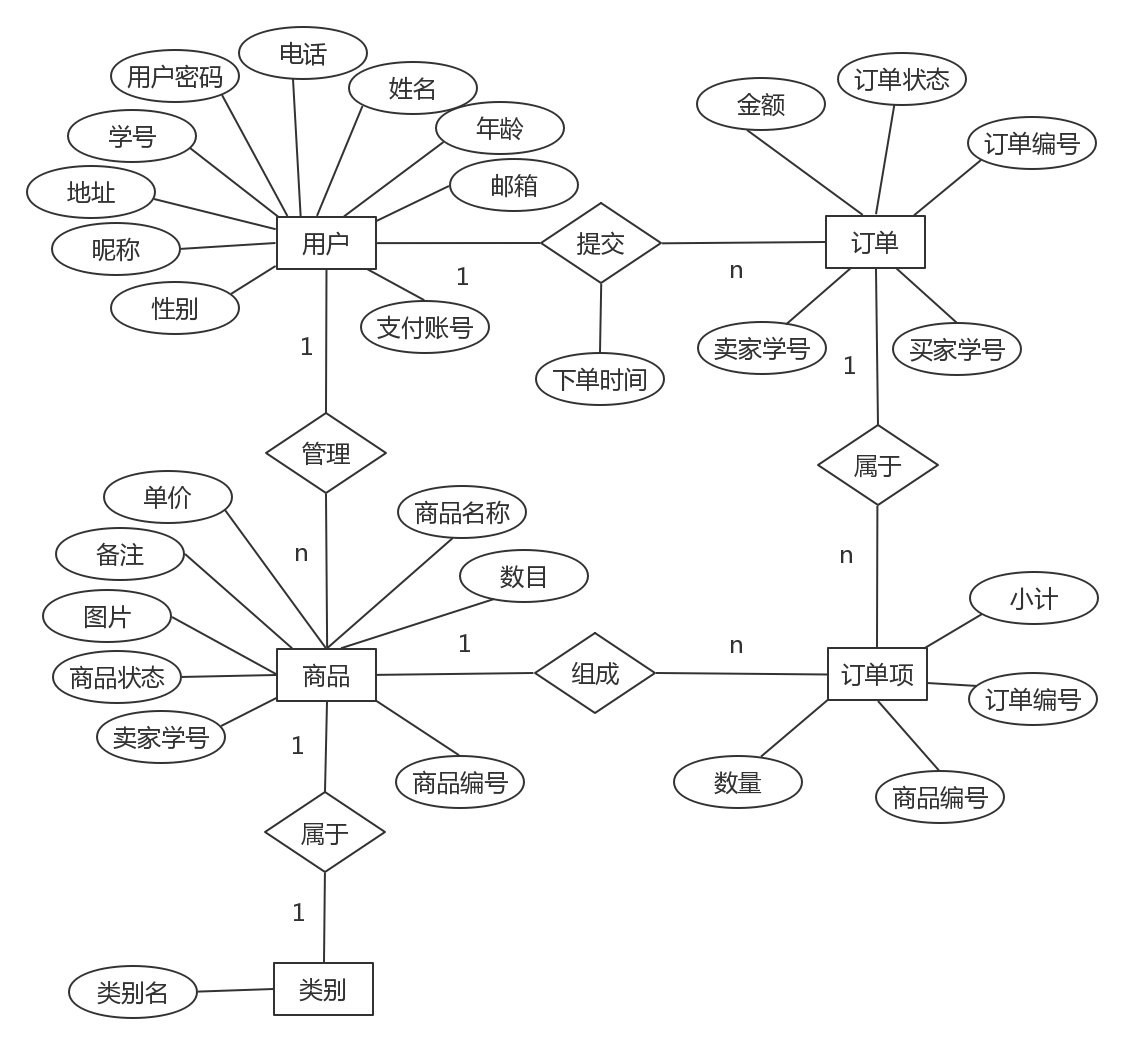 电话
用户密码
姓名
年龄
学号
邮箱
地址
昵称
性别
用户
支付账号
1
提交
下单时间
n
金额
订单状态
订单编号
订单
卖家学号
买家学号
1
管理
n
1
属于
n
单价
备注
图片
商品状态
卖家学号
商品名称
数目
商品
商品编号
1
组成
n
订单项
小计
订单编号
数量
商品编号
1
属于
1
类别名
类别